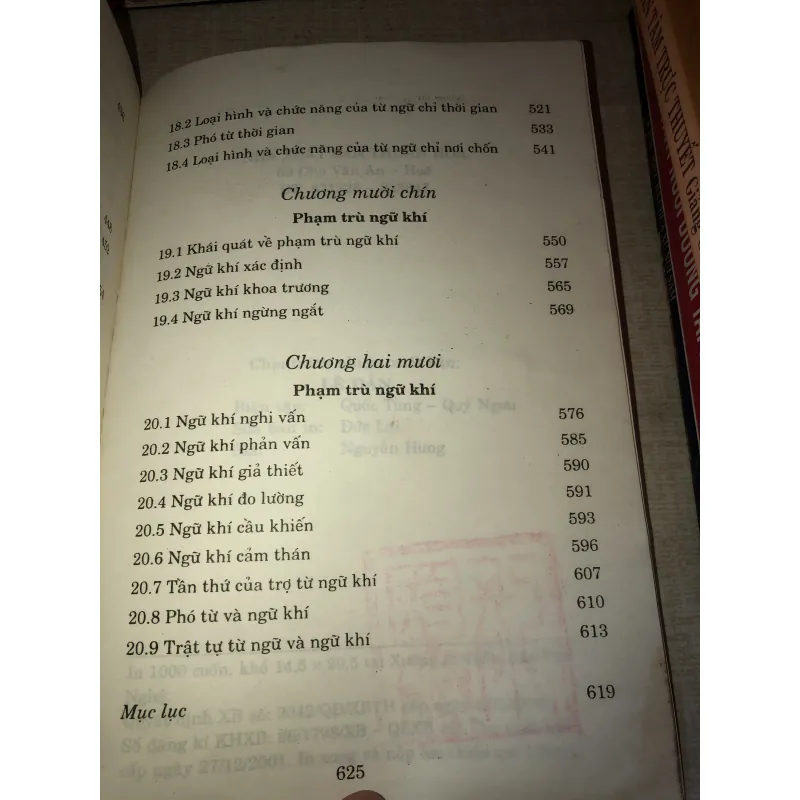 18.2 Loại hình và chức năng của từ ngữ chỉ thời gian 521
18.3 Phó từ thời gian 533
18.4 Loại hình và chức năng của từ ngữ chỉ nơi chốn 541
Chương mười chín
Phạm trù ngữ khí
19.1 Khái quát về phạm trù ngữ khí 550
19.2 Ngữ khí xác định 557
19.3 Ngữ khí khoa trương 565
19.4 Ngữ khí ngừng ngắt 569
Chương hai mươi
Phạm trù ngữ khí
20.1 Ngữ khí nghi vấn 576
20.2 Ngữ khí phản vấn 585
20.3 Ngữ khí giả thiết 590
20.4 Ngữ khí đo lường 591
20.5 Ngữ khí cầu khiến 593
20.6 Ngữ khí cảm thán 596
20.7 Tần thứ của trợ từ ngữ khí 607
20.8 Phó từ và ngữ khí 610
20.9 Trật tự từ ngữ và ngữ khí 613
Mục lục 619
625
TÂM TRỰC THUYẾT Giảng